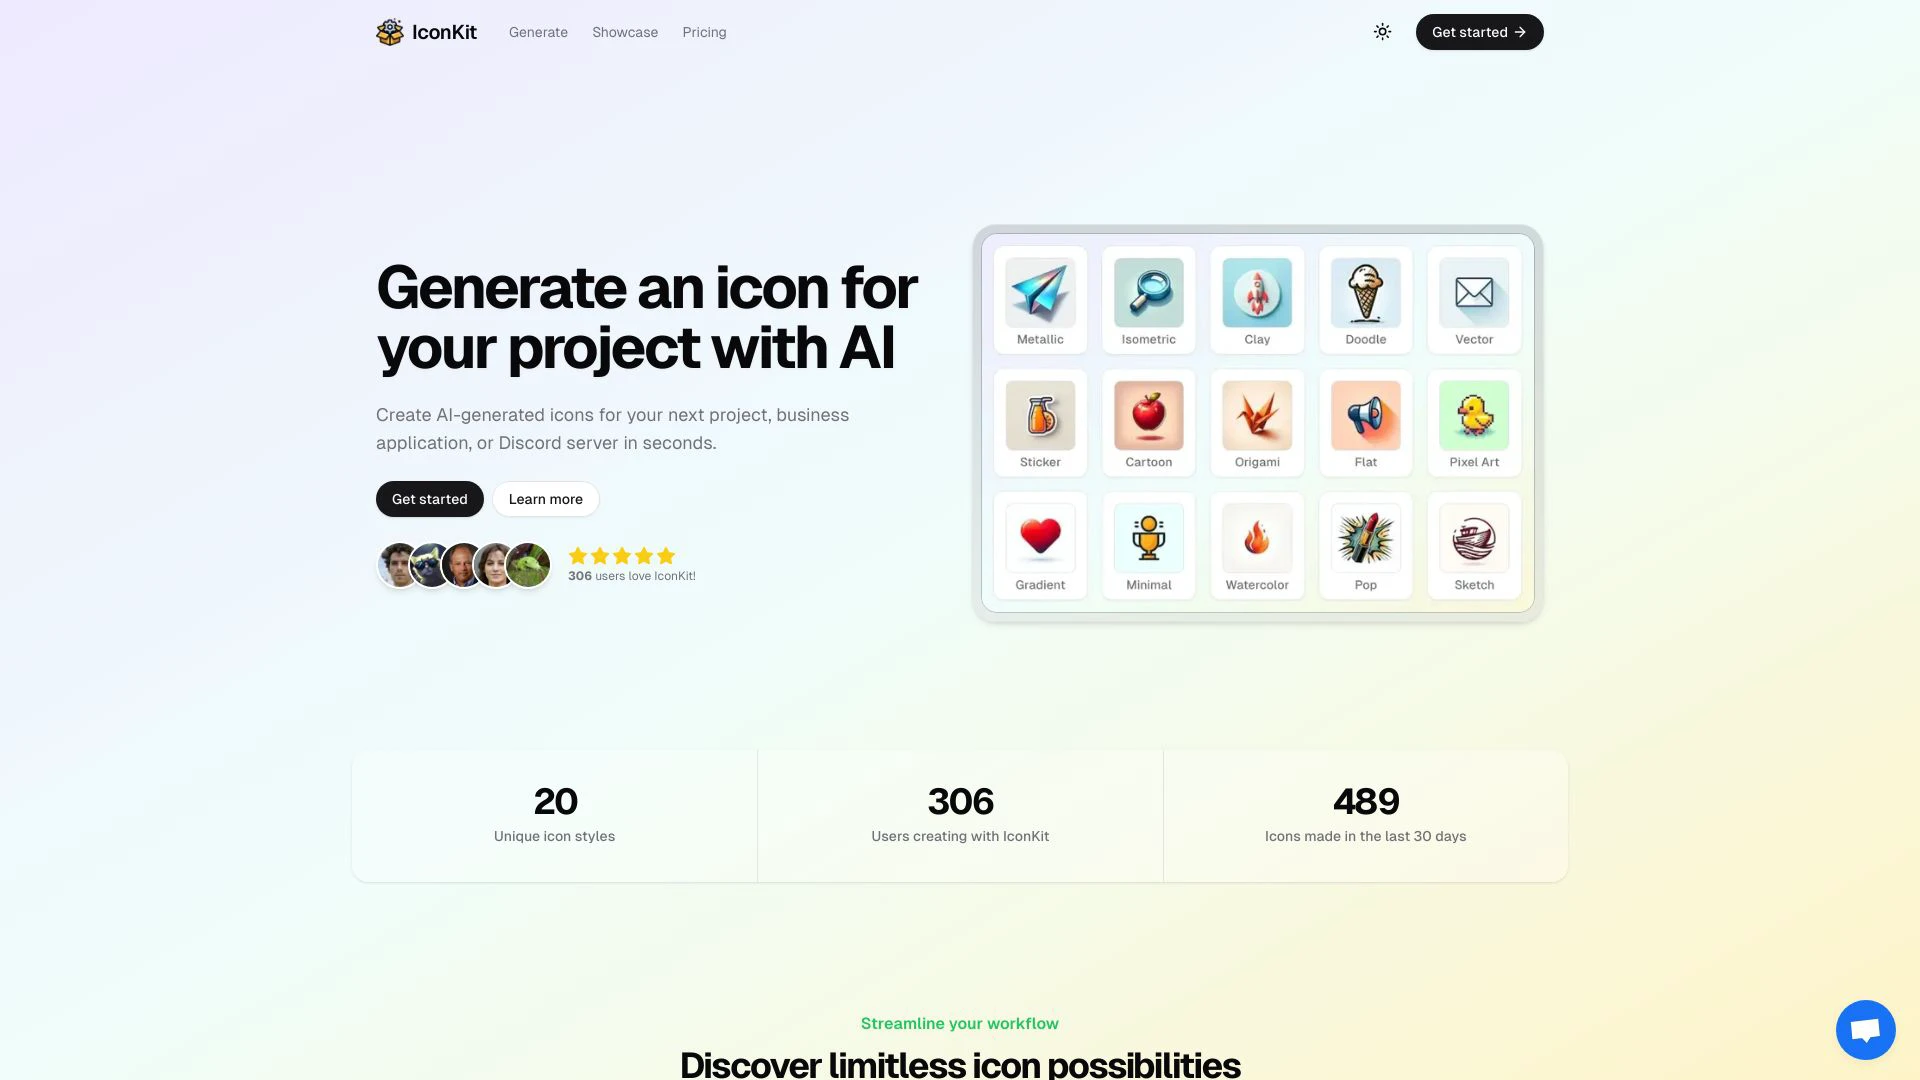 IconKit
Generate
Showcase
Pricing
Get started →
Generate an icon for
your project with AI
Create AI-generated icons for your next project, business
application, or Discord server in seconds.
Get started
Learn more
306 users love IconKit!
Metallic
Isometric
Clay
Doodle
Vector
Sticker
Cartoon
Origami
Flat
Pixel Art
Gradient
Minimal
Watercolor
Pop
Sketch
20
Unique icon styles
306
Users creating with IconKit
489
Icons made in the last 30 days
Streamline your workflow
Discover limitless icon possibilities